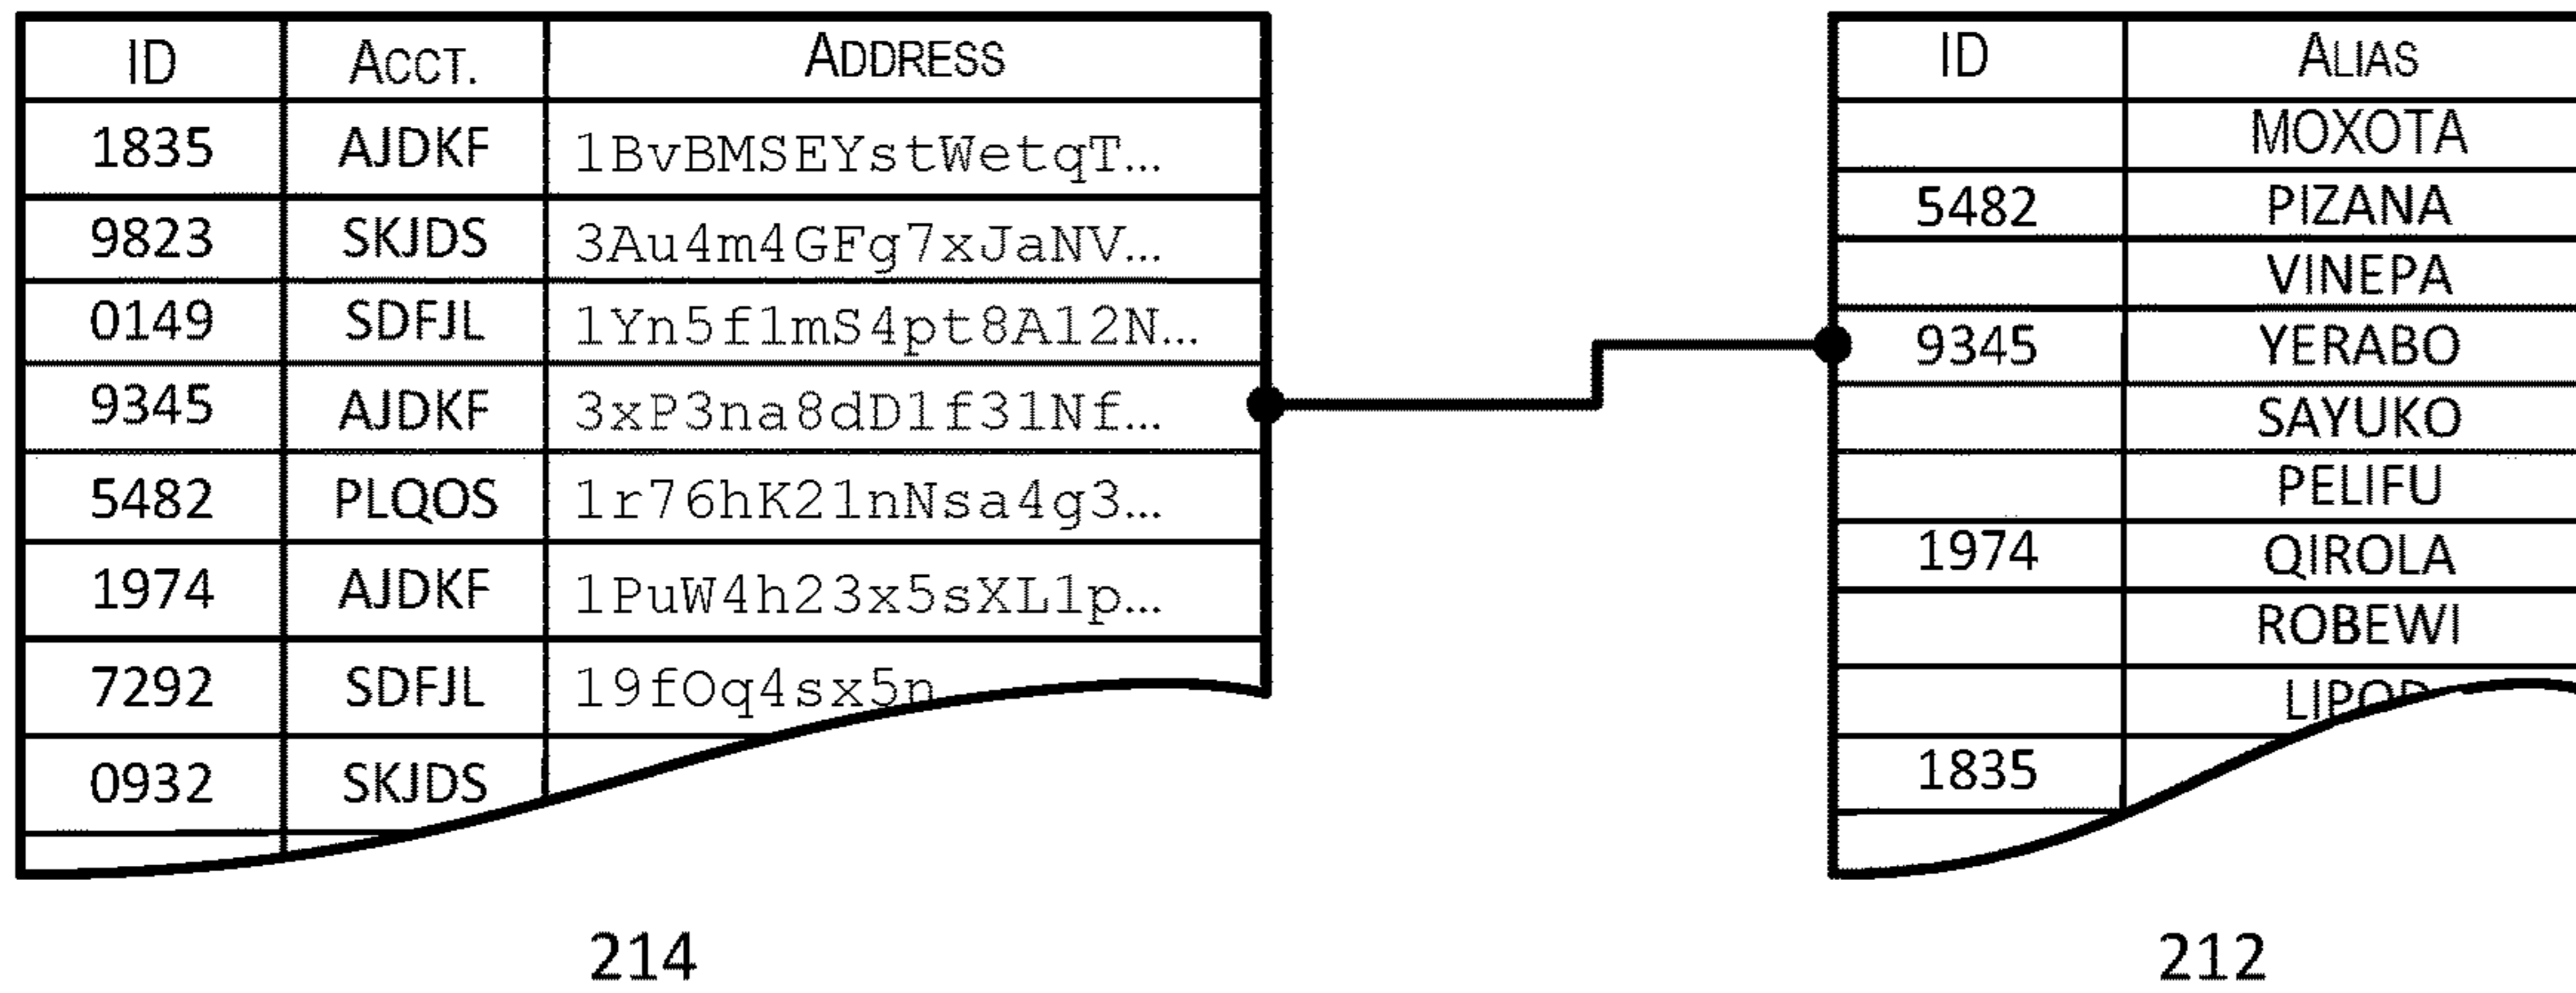 ID ACCT. ADDRESS
1835 AJDKF 1BvBMSEYstWetqT...
9823 SKJDS 3Au4m4GFg7xJaNV...
0149 SDFJL 1Yn5f1mS4pt8A12N...
9345 AJDKF 3xP3na8dD1f31Nf...
5482 PLQOS 1r76hK21nNsa4g3...
1974 AJDKF 1PuW4h23x5sXL1p...
7292 SDFJL 19fOq4sx5n
0932 SKJDS
214
ID ALIAS
MOXOTA
5482 PIZANA
VINEPA
9345 YERABO
SAYUKO
PELIFU
1974 QIROLA
ROBEWI
1835
212